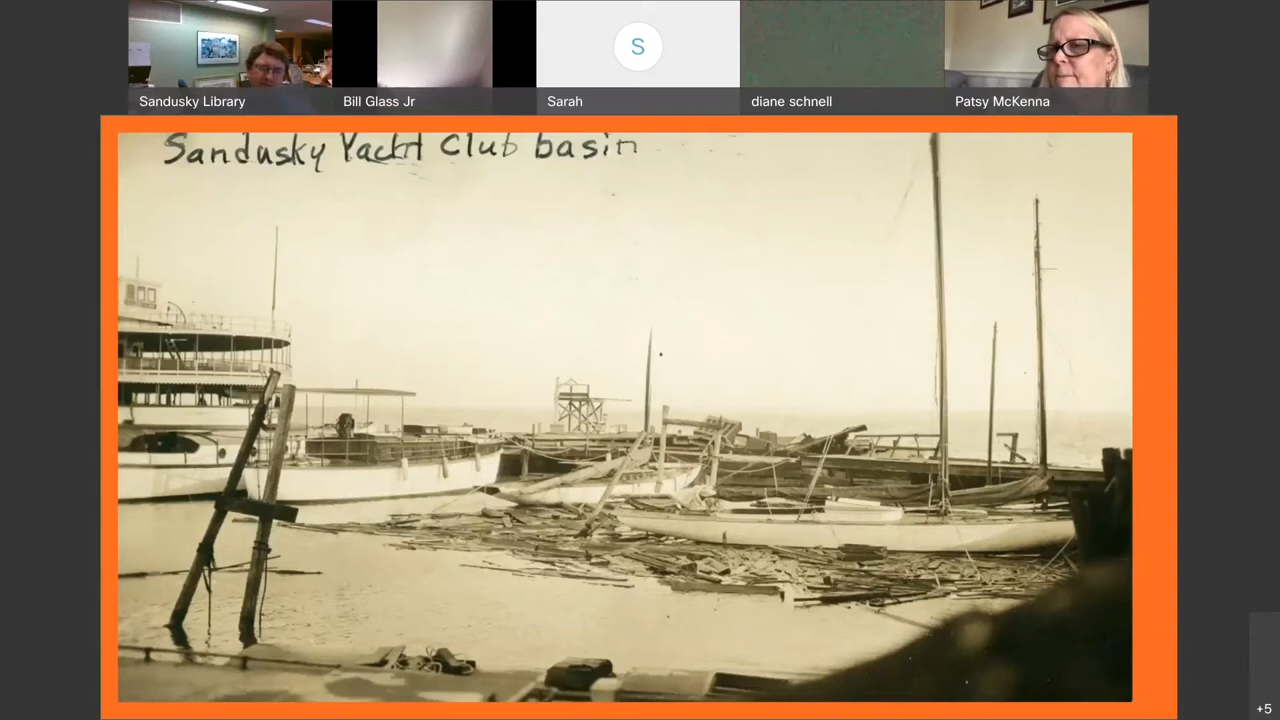 Sandusky Library
Bill Glass Jr
S
Sarah
diane schnell
Patsy McKenna
Sandusky Yacht Club basin
+5